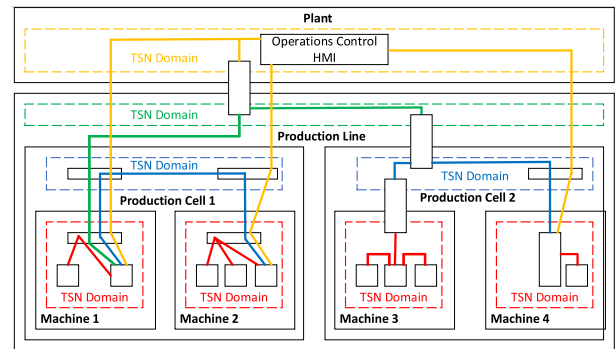 Plant
Operations Control
HMI
TSN Domain
TSN Domain
Production Line
TSN Domain
TSN Domain
Production Cell 1
Production Cell 2
TSN Domain
TSN Domain
TSN Domain
TSN Domain
Machine 1
Machine 2
Machine 3
Machine 4